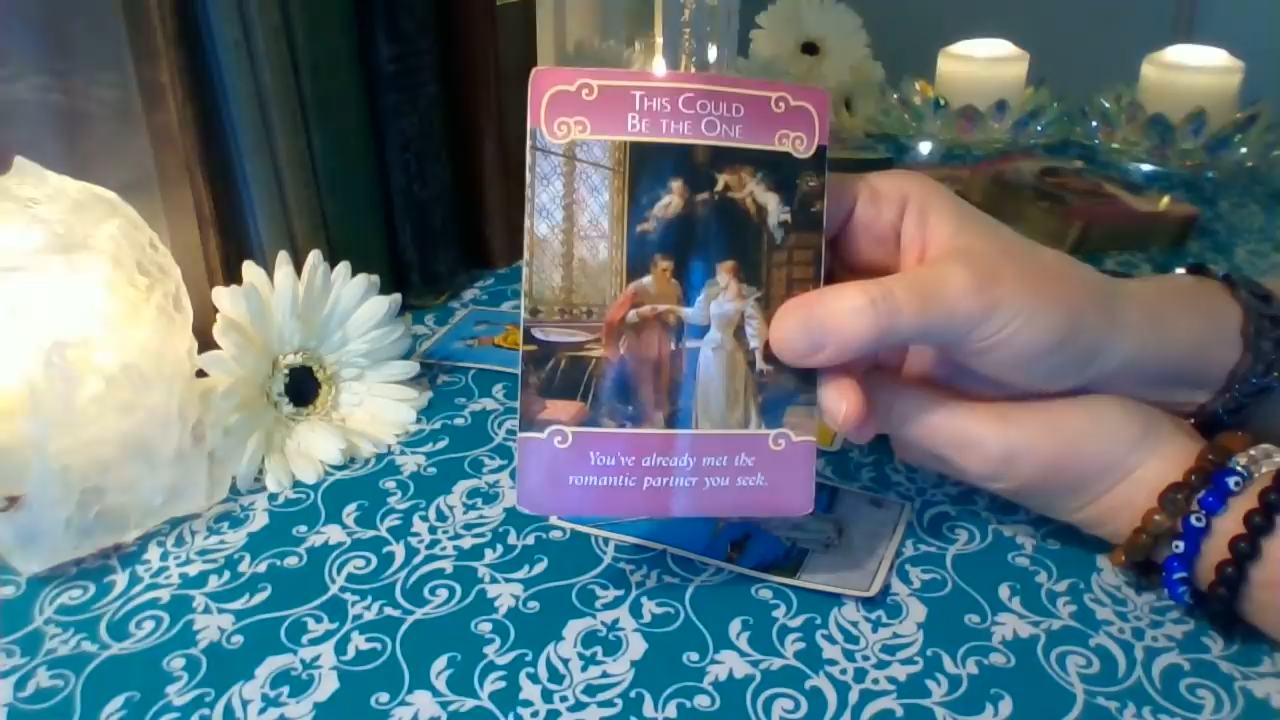 THIS COULD
BE THE ONE
You've already met the
romantic partner you seek.